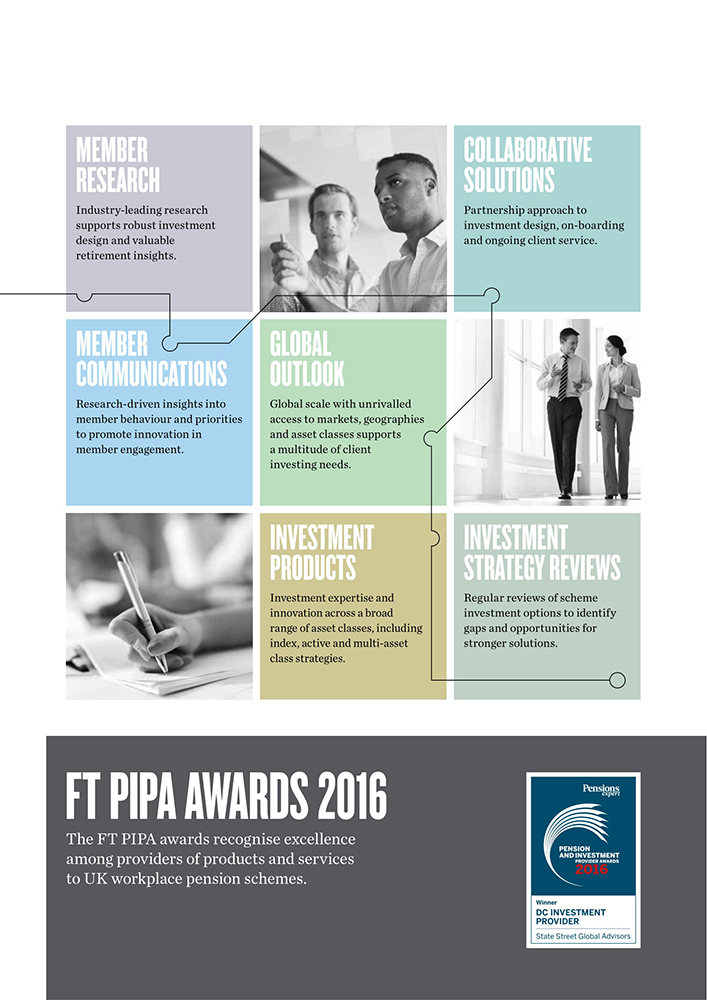 MEMBER
RESEARCH
Industry-leading research
supports robust investment
design and valuable
retirement insights.
COLLABORATIVE
SOLUTIONS
Partnership approach to
investment design, on-boarding
and ongoing client service.
MEMBER
COMMUNICATIONS
Research-driven insights into
member behaviour and priorities
to promote innovation in
member engagement.
GLOBAL
OUTLOOK
Global scale with unrivalled
access to markets, geographies
and asset classes supports
a multitude of client
investing needs.
INVESTMENT
PRODUCTS
Investment expertise and
innovation across a broad
range of asset classes, including
index, active and multi-asset
class strategies.
INVESTMENT
STRATEGY REVIEWS
Regular reviews of scheme
investment options to identify
gaps and opportunities for
stronger solutions.
FT PIPA AWARDS 2016
The FT PIPA awards recognise excellence
among providers of products and services
to UK workplace pension schemes.
Pensions
expert
PENSION
AND INVESTMENT
PROVIDER AWARDS
2016
Winner
DC INVESTMENT
PROVIDER
State Street Global Advisors